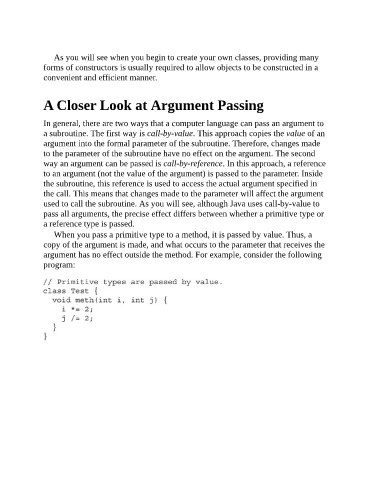 As you will see when you begin to create your own classes, providing many
forms of constructors is usually required to allow objects to be constructed in a
convenient and efficient manner.
A Closer Look at Argument Passing
In general, there are two ways that a computer language can pass an argument to
a subroutine. The first way is call-by-value. This approach copies the value of an
argument into the formal parameter of the subroutine. Therefore, changes made
to the parameter of the subroutine have no effect on the argument. The second
way an argument can be passed is call-by-reference. In this approach, a reference
to an argument (not the value of the argument) is passed to the parameter. Inside
the subroutine, this reference is used to access the actual argument specified in
the call. This means that changes made to the parameter will affect the argument
used to call the subroutine. As you will see, although Java uses call-by-value to
pass all arguments, the precise effect differs between whether a primitive type or
a reference type is passed.
When you pass a primitive type to a method, it is passed by value. Thus, a
copy of the argument is made, and what occurs to the parameter that receives the
argument has no effect outside the method. For example, consider the following
program:
// Primitive types are passed by value.
class Test {
void meth(int i, int j) {
i *= 2;
j /= 2;
}
}